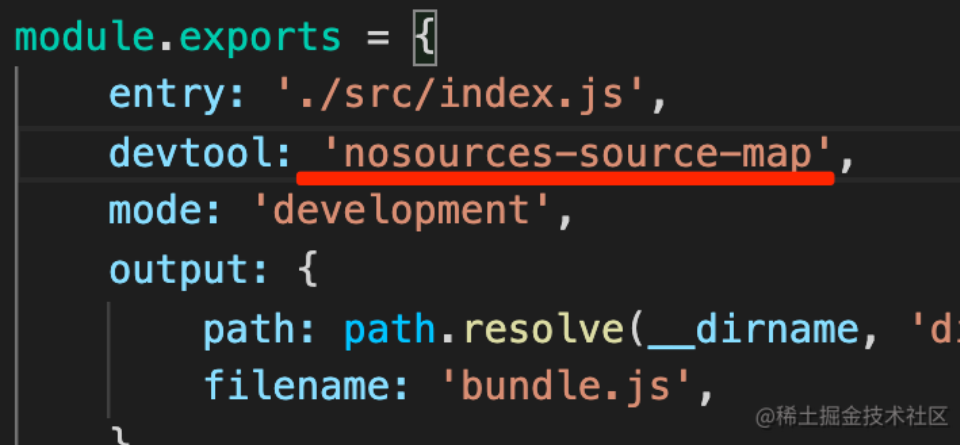 module.exports = {
entry: './src/index.js',
devtool: 'nosources-source-map',
mode: 'development',
output: {
path: path.resolve(__dirname, 'di
filename: 'bundle.js',
}
@稀土掘金技术社区